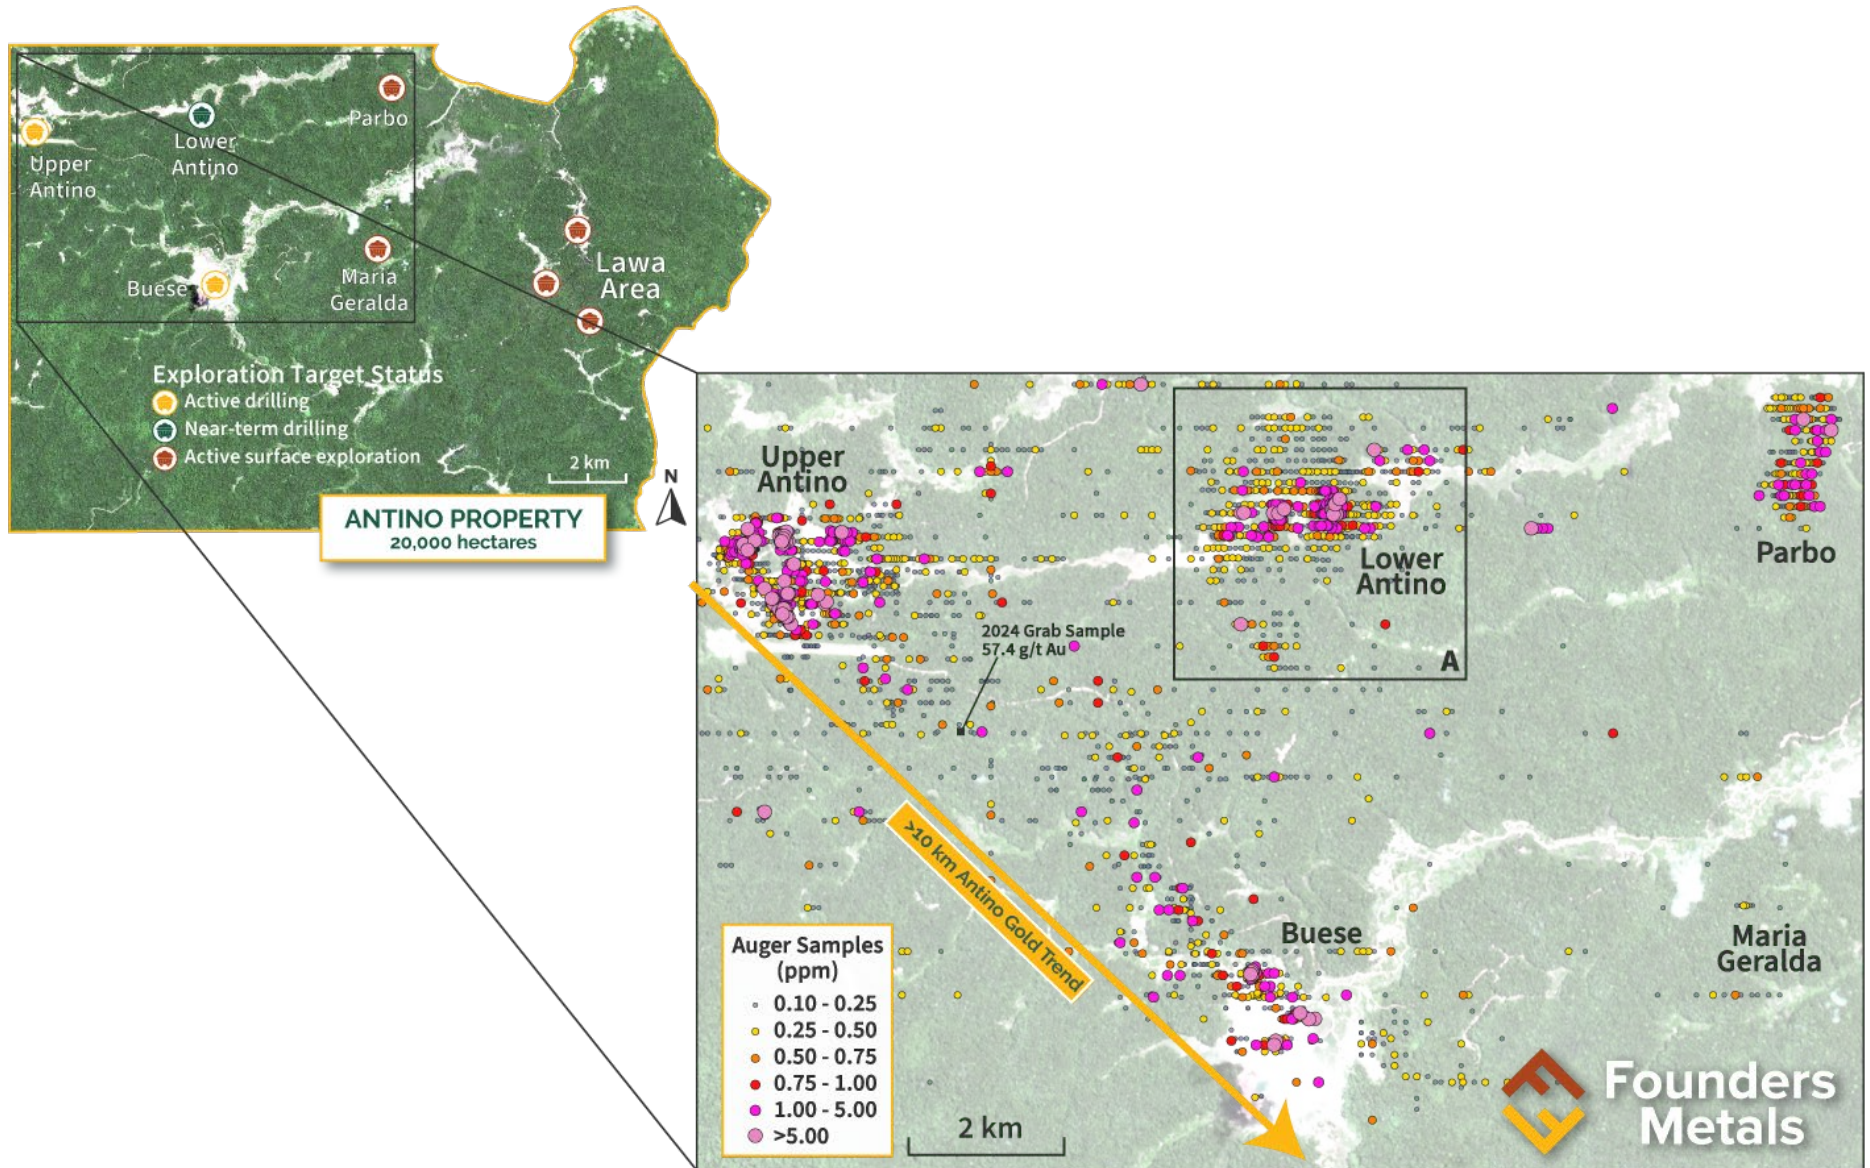 Parbo
Lower
Antino
Upper
Antino
Maria
Geralda
Buese
Lawa
Area
Exploration Target Status
Active drilling
Near-term drilling
Active surface exploration
2 km
N
ANTINO PROPERTY
20,000 hectares
Upper
Antino
Lower
Antino
Parbo
2024 Grab Sample
57.4 g/t Au
A
>10 km Antino Gold Trend
Buese
Maria
Geralda
Auger Samples
(ppm)
0.10 - 0.25
0.25 - 0.50
0.50 - 0.75
0.75 - 1.00
1.00 - 5.00
>5.00
2 km
Founders
Metals